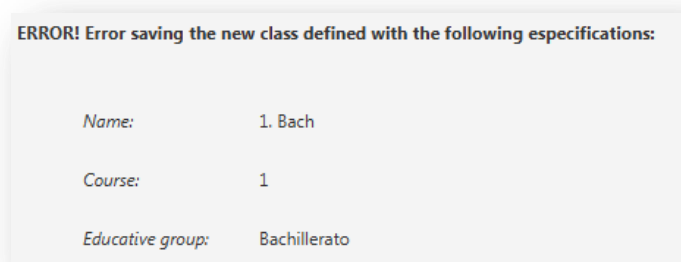 ERROR! Error saving the new class defined with the following especifications:
Name: 1. Bach
Course: 1
Educative group: Bachillerato